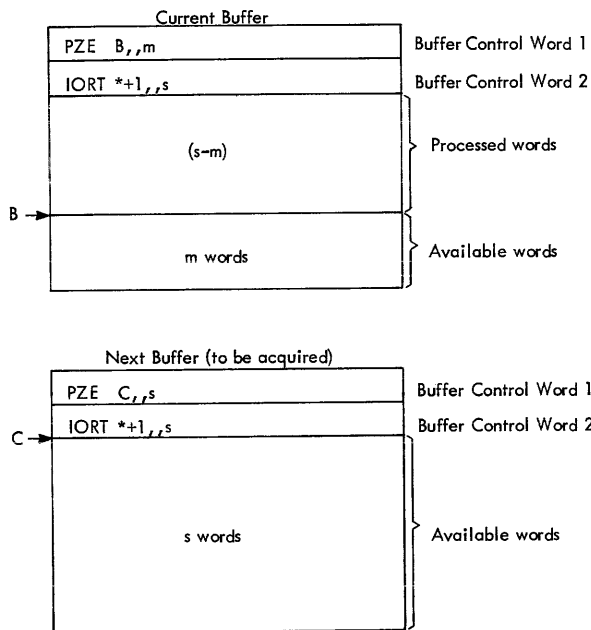 Current Buffer
PZE B,,m Buffer Control Word 1
IORT *+1,,s Buffer Control Word 2
(s-m) Processed words
B
m words Available words
Next Buffer (to be acquired)
PZE C,,s Buffer Control Word 1
IORT *+1,,s Buffer Control Word 2
C
s words Available words